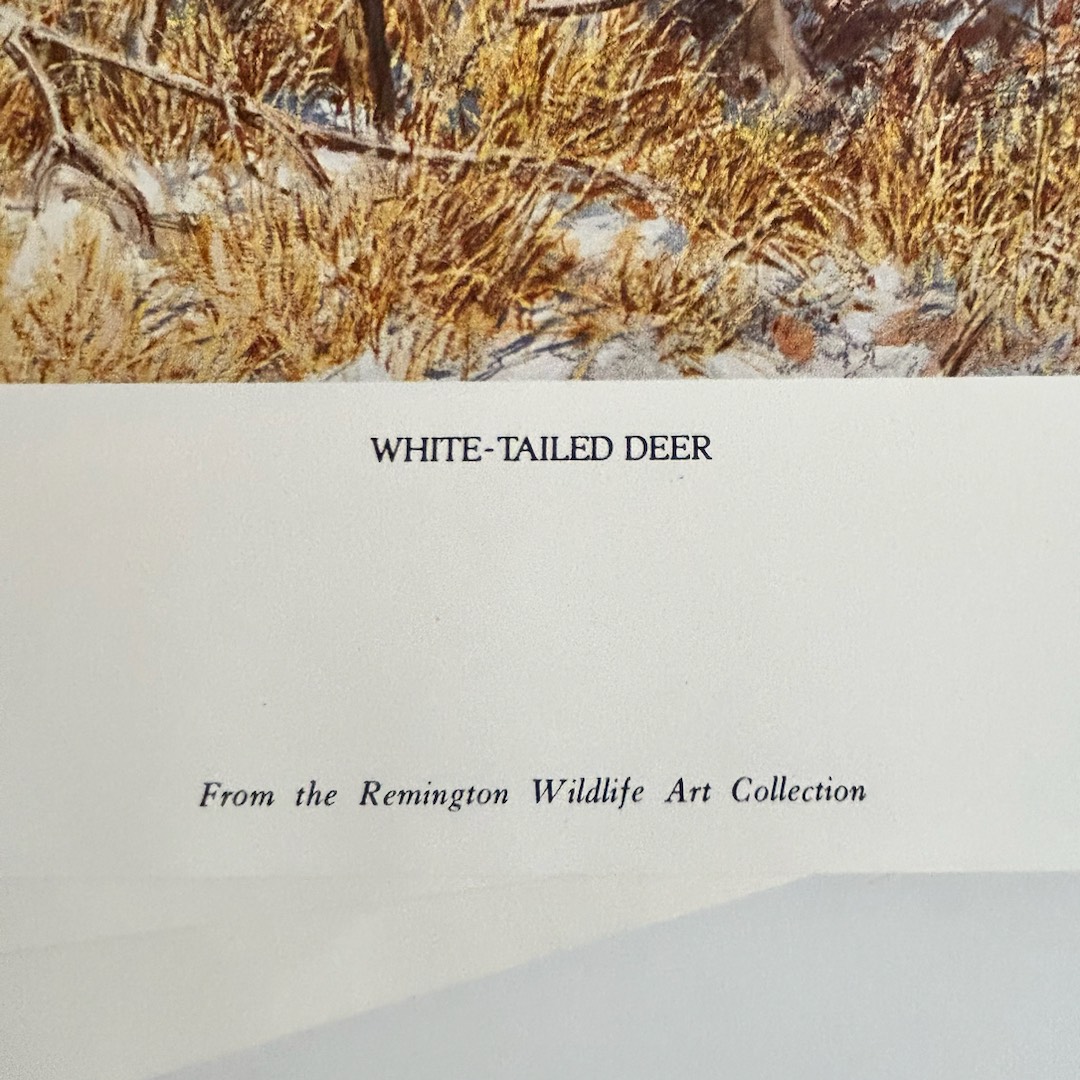 WHITE-TAILED DEER
From the Remington Wildlife Art Collection